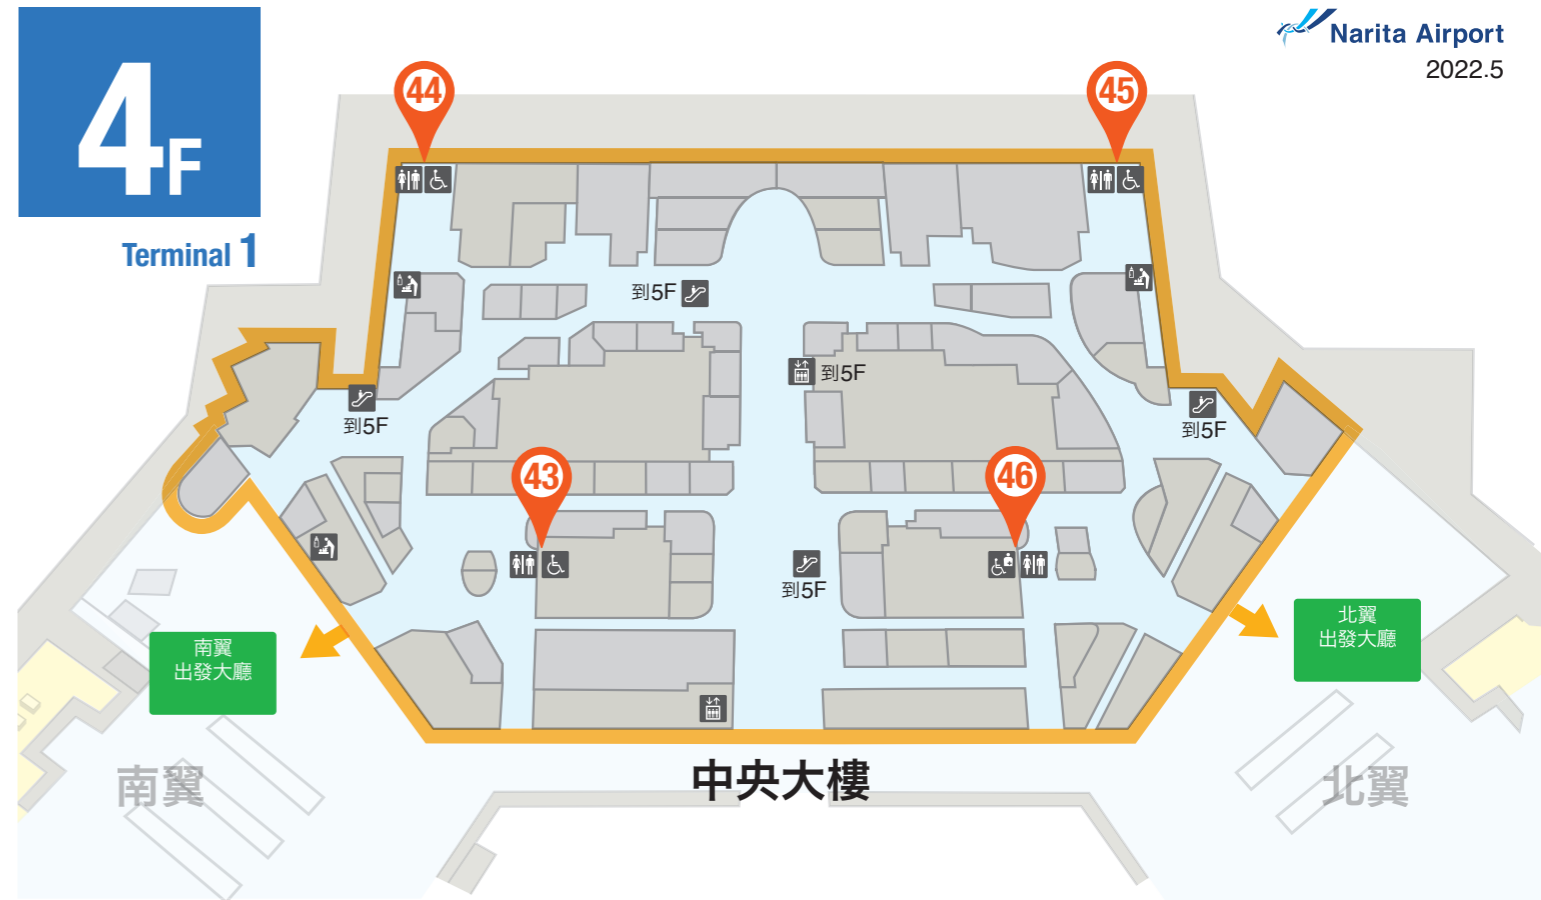 4F
Terminal 1
Narita Airport
2022.5
44
45
到5F
到5F
到5F
到5F
43
46
到5F
南翼
出發大廳
北翼
出發大廳
中央大樓
南翼
北翼